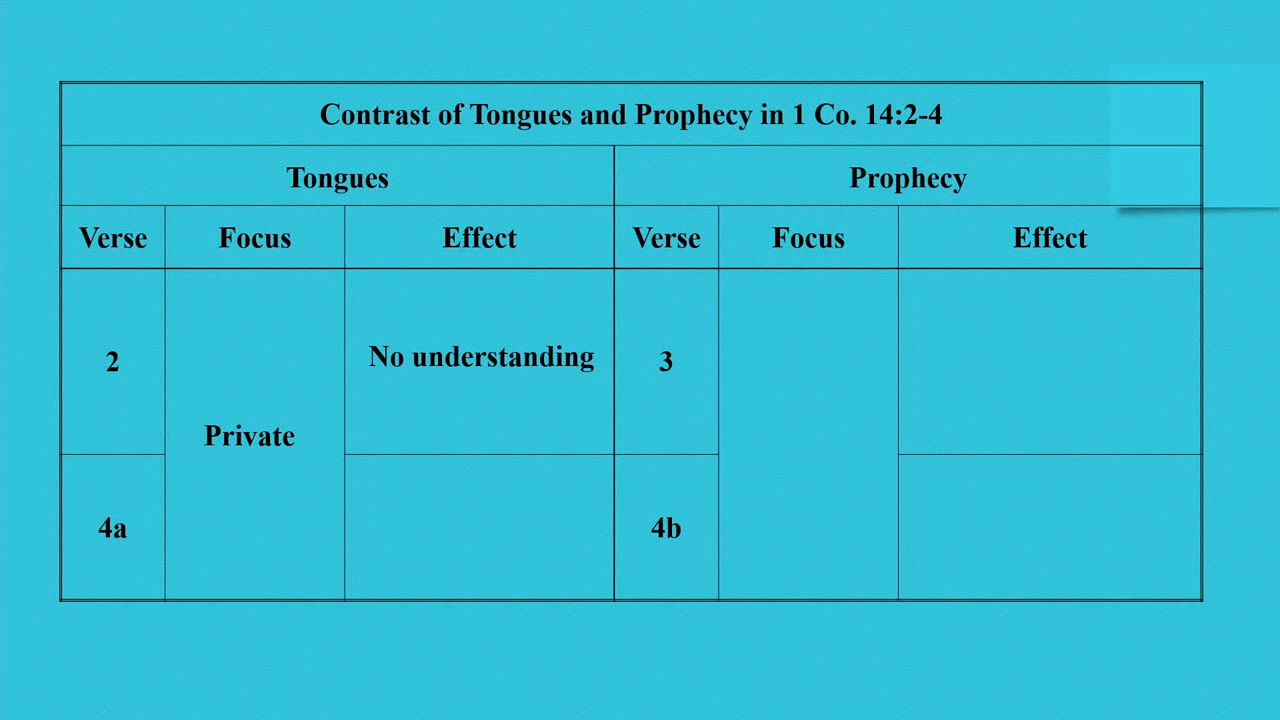 Contrast of Tongues and Prophecy in 1 Co. 14:2-4
Tongues Prophecy
Verse Focus Effect Verse Focus Effect
2 No understanding 3
Private
4a 4b